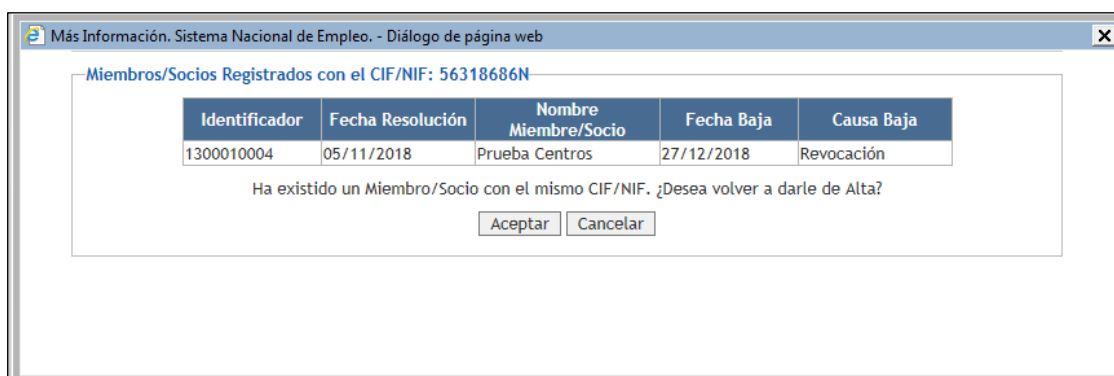 Más Información. Sistema Nacional de Empleo. - Diálogo de página web
Miembros/Socios Registrados con el CIF/NIF: 56318686N
Identificador Fecha Resolución Nombre Miembre/Socio Fecha Baja Causa Baja
1300010004 05/11/2018 Prueba Centros 27/12/2018 Revocación
Ha existido un Miembro/Socio con el mismo CIF/NIF. ¿Desea volver a darle de Alta?
Aceptar Cancelar